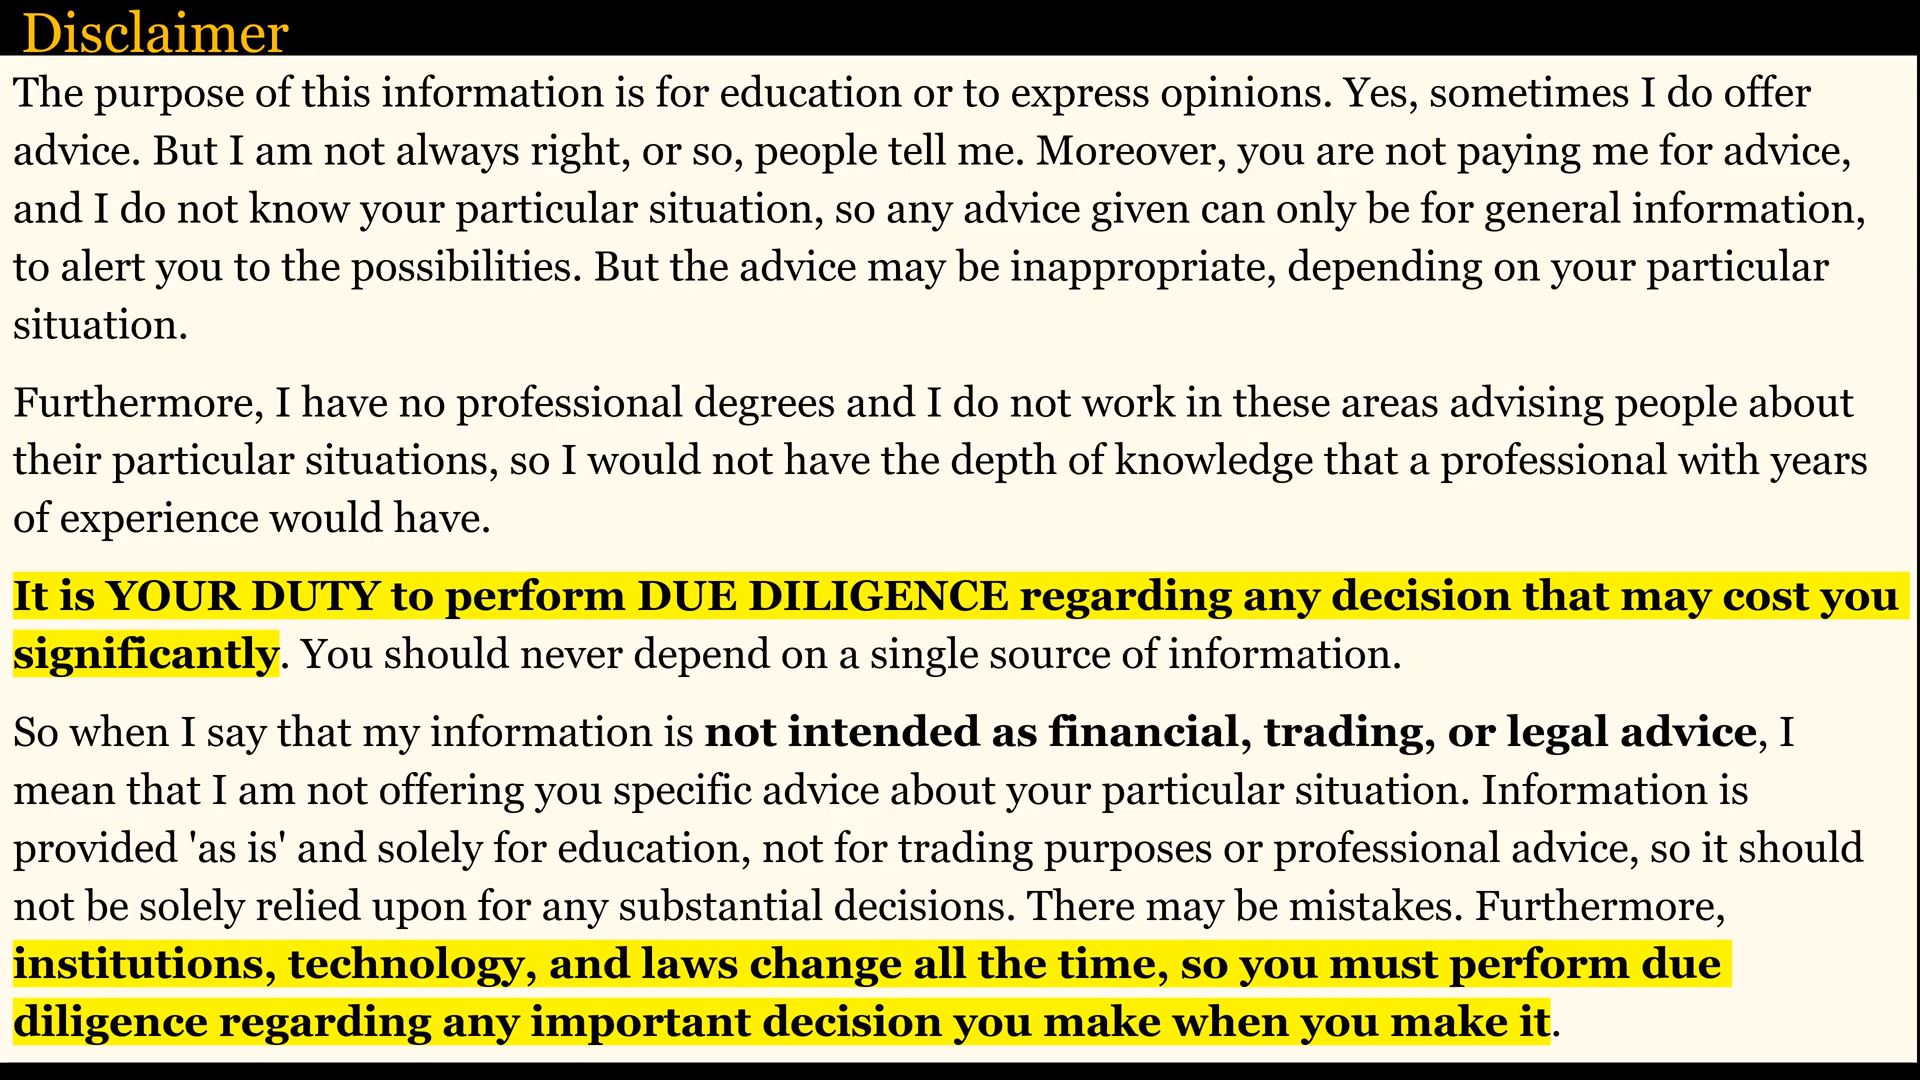 Disclaimer
The purpose of this information is for education or to express opinions. Yes, sometimes I do offer
advice. But I am not always right, or so, people tell me. Moreover, you are not paying me for advice,
and I do not know your particular situation, so any advice given can only be for general information,
to alert you to the possibilities. But the advice may be inappropriate, depending on your particular
situation.
Furthermore, I have no professional degrees and I do not work in these areas advising people about
their particular situations, so I would not have the depth of knowledge that a professional with years
of experience would have.
It is YOUR DUTY to perform DUE DILIGENCE regarding any decision that may cost you
significantly. You should never depend on a single source of information.
So when I say that my information is not intended as financial, trading, or legal advice, I
mean that I am not offering you specific advice about your particular situation. Information is
provided 'as is' and solely for education, not for trading purposes or professional advice, so it should
not be solely relied upon for any substantial decisions. There may be mistakes. Furthermore,
institutions, technology, and laws change all the time, so you must perform due
diligence regarding any important decision you make when you make it.